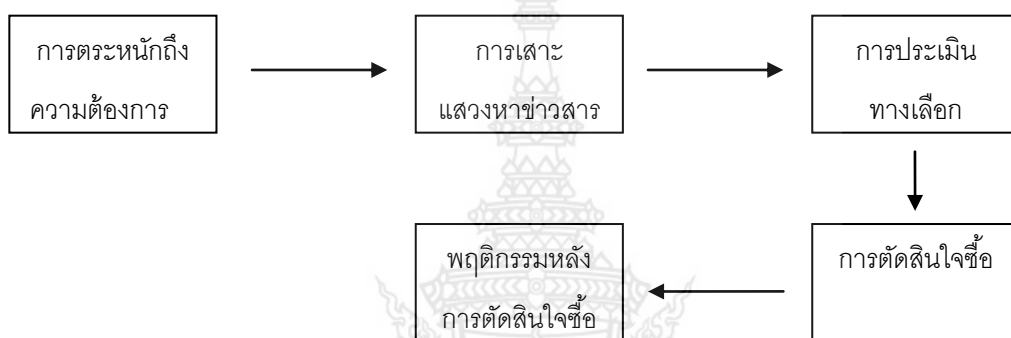 การตระหนักถึง
ความต้องการ
การเสาะ
แสวงหาข่าวสาร
การประเมิน
ทางเลือก
การตัดสินใจซื้อ
พฤติกรรมหลัง
การตัดสินใจซื้อ